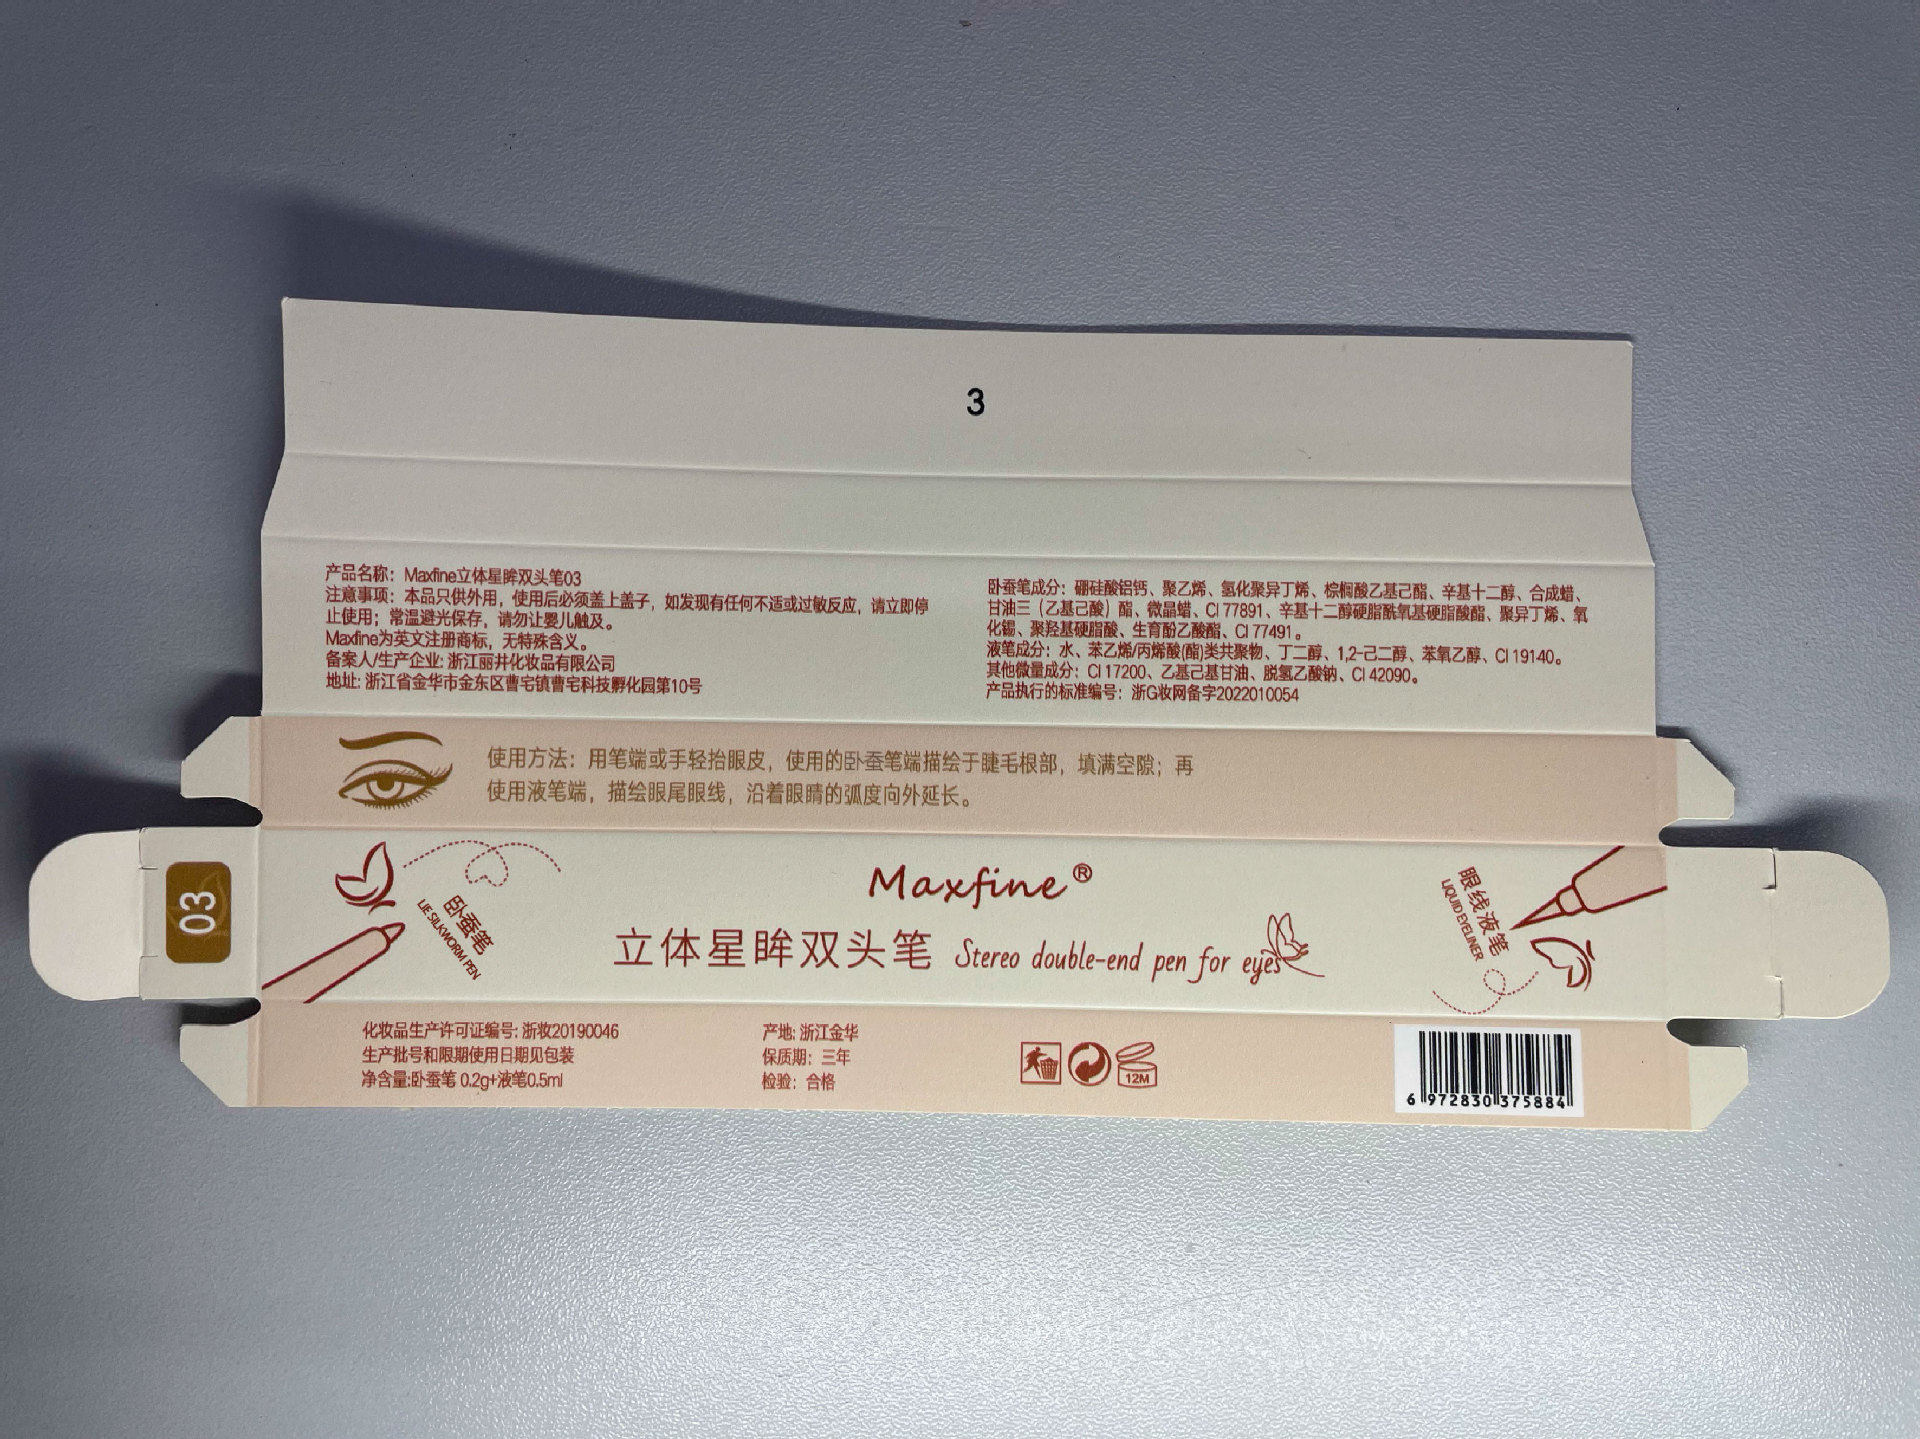 3
产品名称：Maxfine立体星眸双头笔03
注意事项：本品只供外用，使用后必须盖上盖子，如发现有任何不适或过敏反应，请立即停
止使用；常温避光保存，请勿让婴儿触及。
Maxfine为英文注册商标，无特殊含义。
备案人/生产企业: 浙江丽井化妆品有限公司
地址: 浙江省金华市金东区曹宅镇曹宅科技孵化园第10号
卧蚕笔成分：硼硅酸铝钙、聚乙烯、氢化聚异丁烯、棕榈酸乙基己酯、辛基十二醇、合成蜡、
甘油三（乙基己酸）酯、微晶蜡、CI 77891、辛基十二醇硬脂酰氧基硬脂酸酯、聚异丁烯、氧
化锡、聚羟基硬脂酸、生育酚乙酸酯、CI 77491。
液笔成分：水、苯乙烯/丙烯酸(酯)类共聚物、丁二醇、1,2-己二醇、苯氧乙醇、CI 19140。
其他微量成分：CI 17200、乙基己基甘油、脱氢乙酸钠、CI 42090。
产品执行的标准编号：浙G妆网备字2022010054
使用方法：用笔端或手轻抬眼皮，使用的卧蚕笔端描绘于睫毛根部，填满空隙；再
使用液笔端，描绘眼尾眼线，沿着眼睛的弧度向外延长。
03
卧蚕笔
LIE SILKWORM PEN
Maxfine®
立体星眸双头笔 Stereo double-end pen for eyes
眼线液笔
LIQUID EYELINER
化妆品生产许可证编号: 浙妆20190046
生产批号和限期使用日期见包装
净含量:卧蚕笔 0.2g+液笔0.5ml
产地: 浙江金华
保质期：三年
检验：合格
12M
6 972830 375884